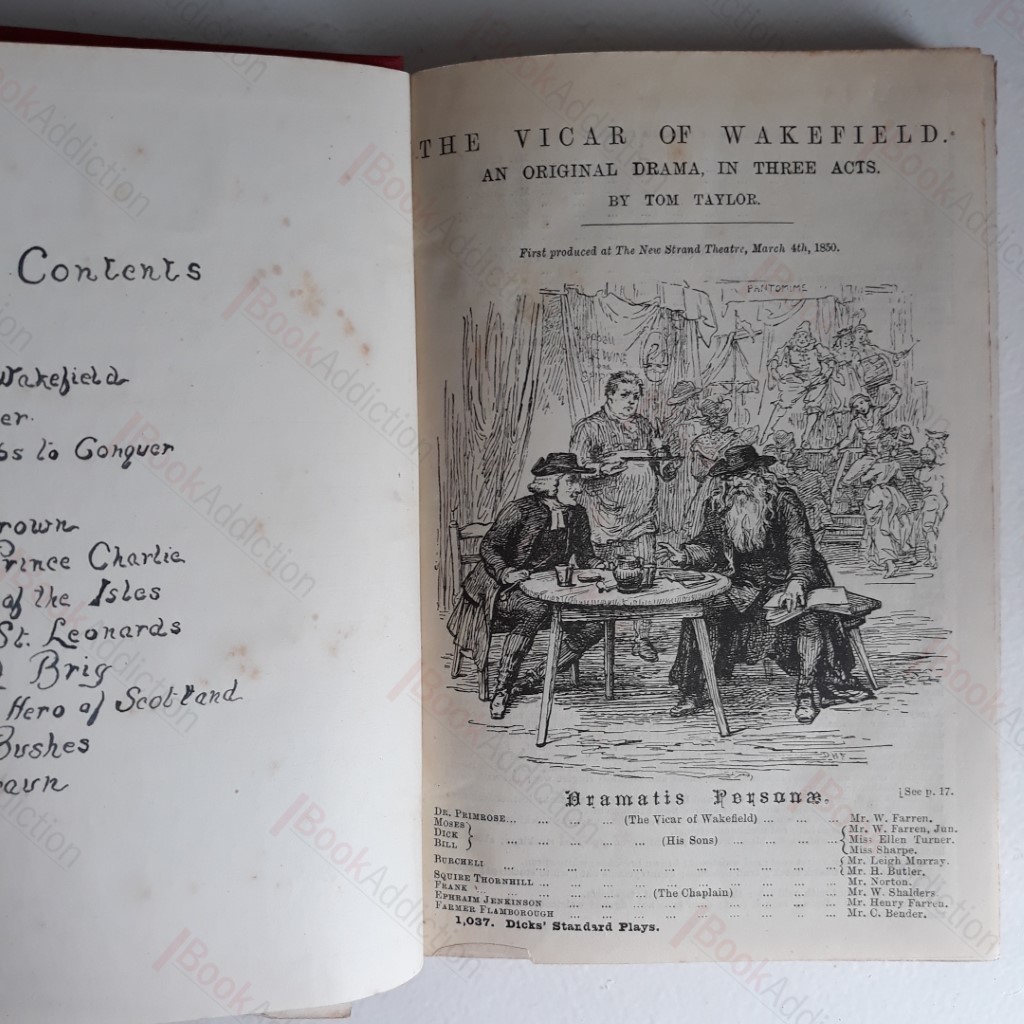 Contents
Wakefield
er.
bs to Conquer
rown
Prince Charlie
of the Isles
St. Leonards
Brig
Hero of Scotland
Bushes
awn
THE VICAR OF WAKEFIELD.
AN ORIGINAL DRAMA, IN THREE ACTS.
BY TOM TAYLOR.
First produced at The New Strand Theatre, March 4th, 1850.
PANTOMIME
WINE
Dramatis Personæ.
[See p. 17.
DR. PRIMROSE... ... ... ... (The Vicar of Wakefield) ... ... ... Mr. W. Farren.
MOSES } { Mr. W. Farren, Jun.
DICK } ... ... ... ... ... (His Sons) ... ... ... ... { Miss Ellen Turner.
BILL } { Miss Sharpe.
BURCHELL ... ... ... ... ... ... ... ... ... { Mr. Leigh Murray.
{ Mr. H. Butler.
SQUIRE THORNHILL ... ... ... ... ... ... ... ... Mr. Norton.
FRANK ... ... ... ... (The Chaplain) ... ... ... Mr. W. Shalders
EPHRAIM JENKINSON ... ... ... ... ... ... ... Mr. Henry Farren.
FARMER FLAMBOROUGH ... ... ... ... ... ... ... Mr. C. Bender.
1,037. Dicks' Standard Plays.
BookAddiction